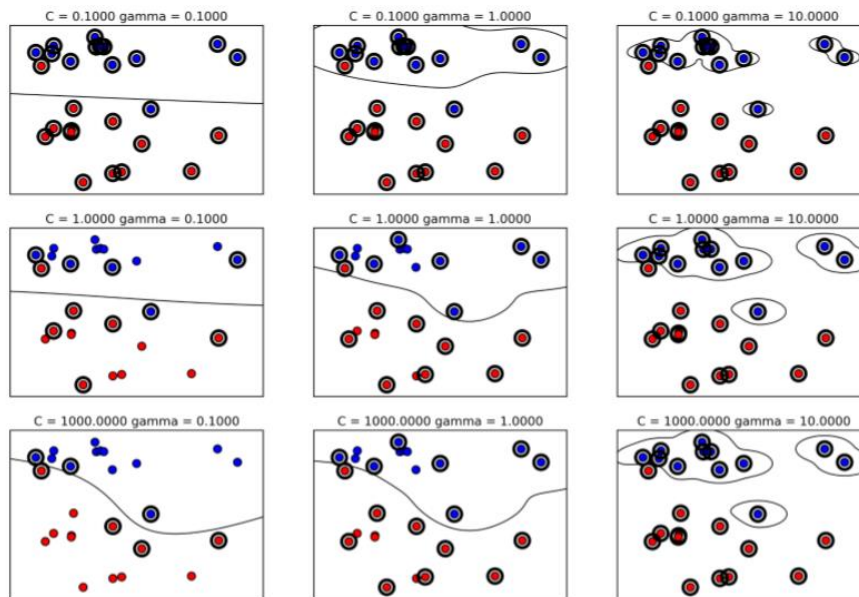 C = 0.1000 gamma = 0.1000
C = 0.1000 gamma = 1.0000
C = 0.1000 gamma = 10.0000
C = 1.0000 gamma = 0.1000
C = 1.0000 gamma = 1.0000
C = 1.0000 gamma = 10.0000
C = 1000.0000 gamma = 0.1000
C = 1000.0000 gamma = 1.0000
C = 1000.0000 gamma = 10.0000